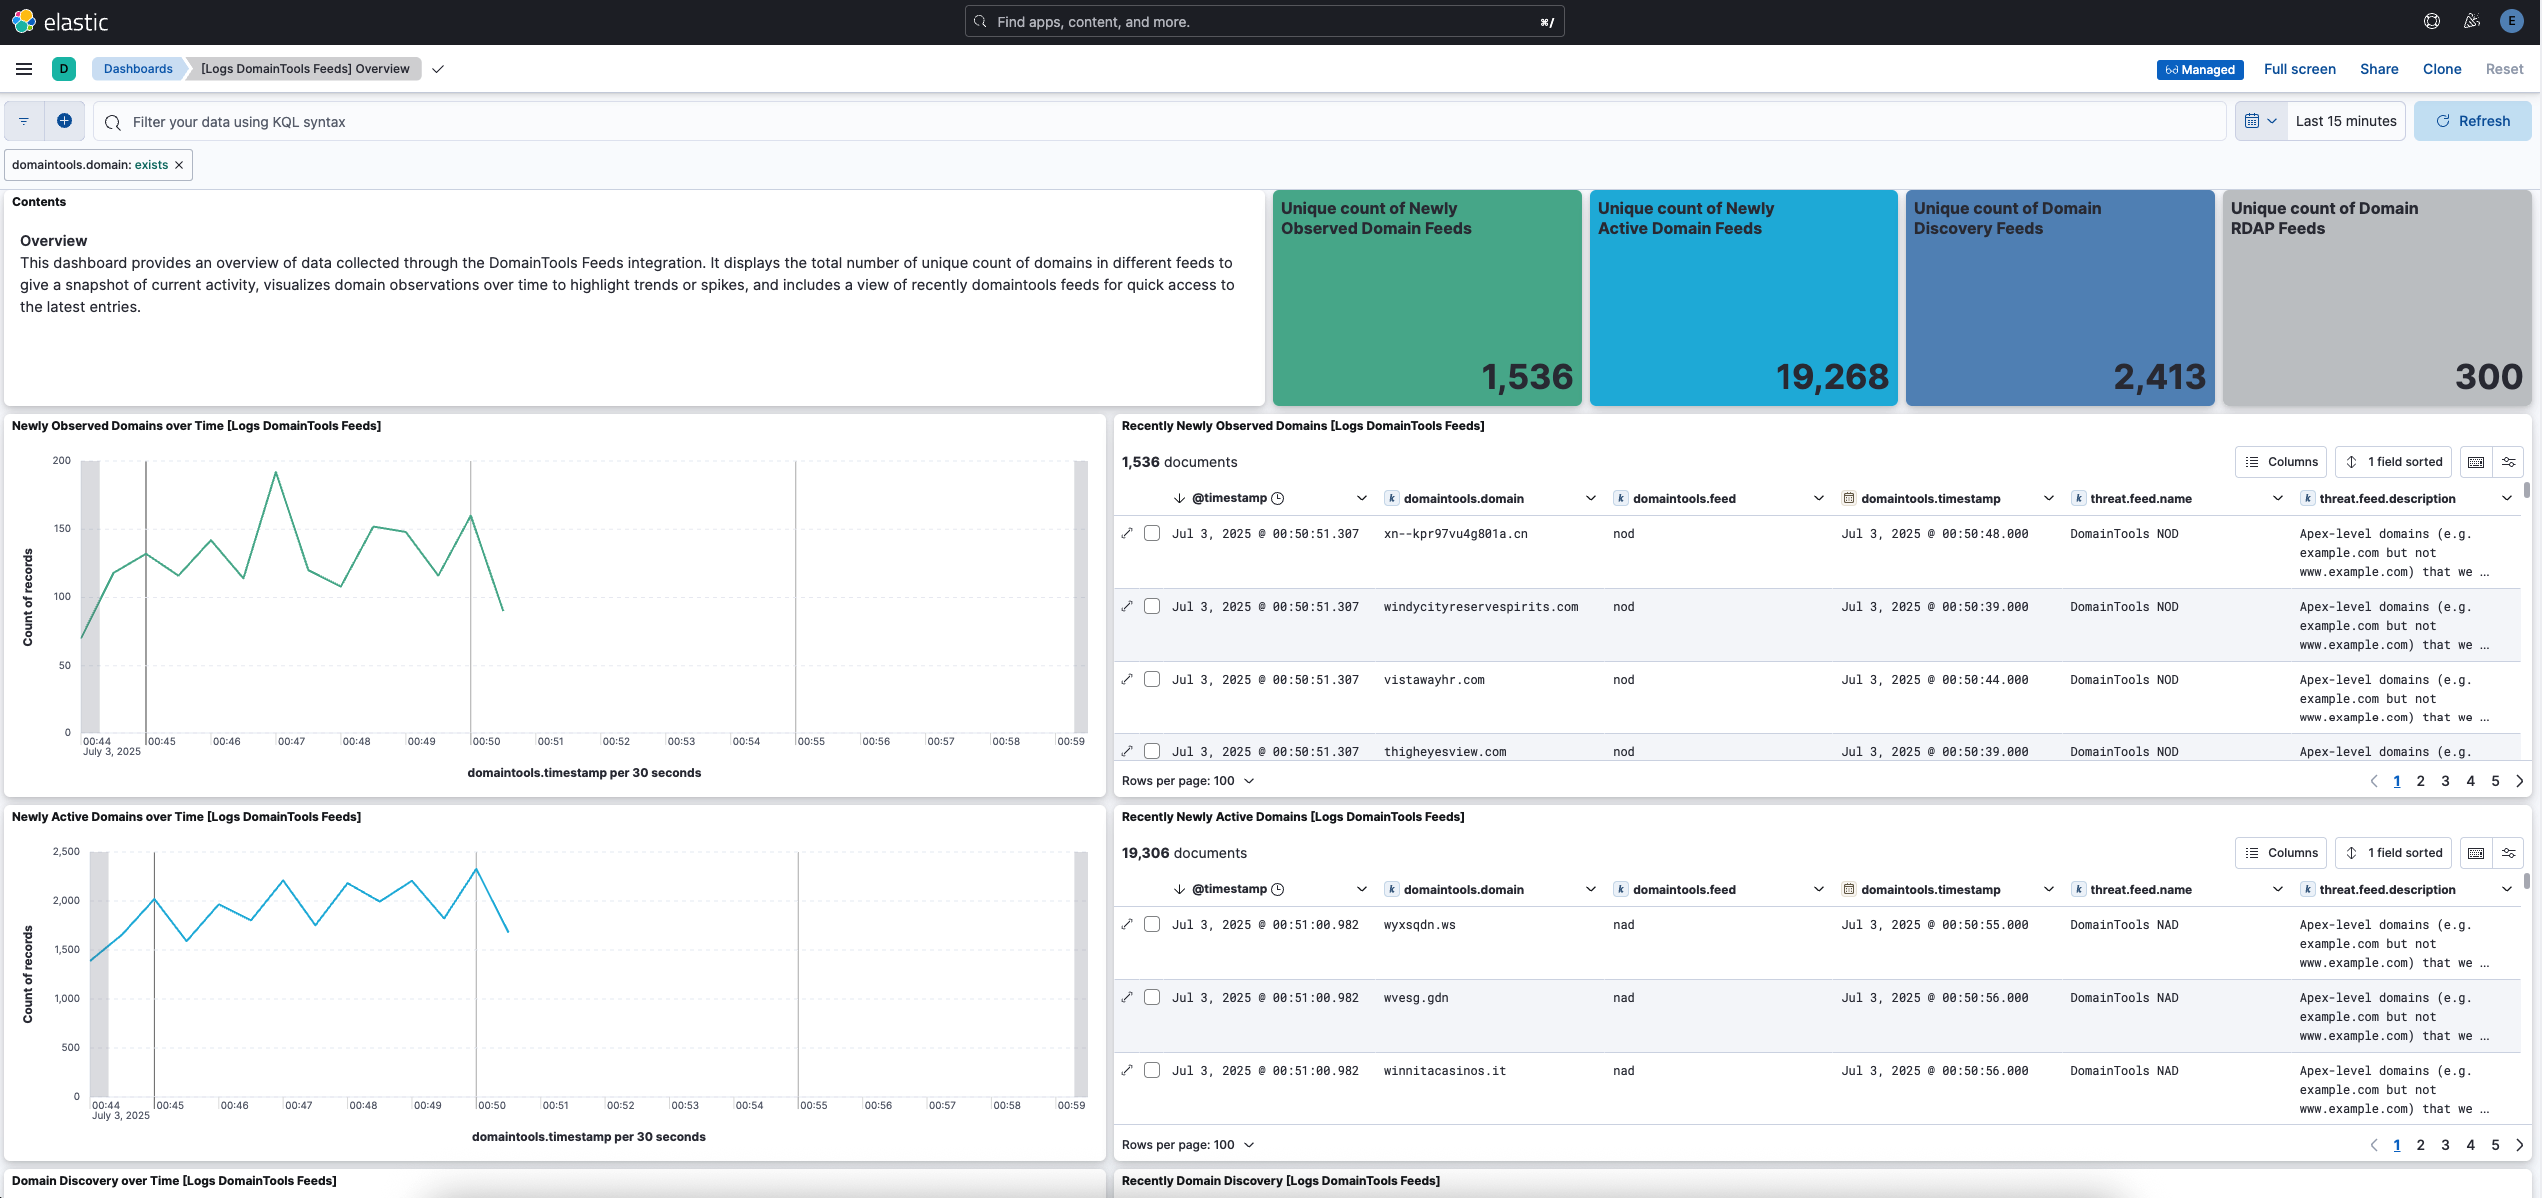 elastic
Find apps, content, and more.
⌘/
E
D
Dashboards
[Logs DomainTools Feeds] Overview
Managed
Full screen
Share
Clone
Reset
Filter your data using KQL syntax
Last 15 minutes
Refresh
domaintools.domain: exists
Contents
Overview
This dashboard provides an overview of data collected through the DomainTools Feeds integration. It displays the total number of unique count of domains in different feeds to
give a snapshot of current activity, visualizes domain observations over time to highlight trends or spikes, and includes a view of recently domaintools feeds for quick access to
the latest entries.
Unique count of Newly
Observed Domain Feeds
1,536
Unique count of Newly
Active Domain Feeds
19,268
Unique count of Domain
Discovery Feeds
2,413
Unique count of Domain
RDAP Feeds
300
Newly Observed Domains over Time [Logs DomainTools Feeds]
Count of records
200
150
100
50
0
00:44 00:45 00:46 00:47 00:48 00:49 00:50 00:51 00:52 00:53 00:54 00:55 00:56 00:57 00:58 00:59
July 3, 2025
domaintools.timestamp per 30 seconds
Recently Newly Observed Domains [Logs DomainTools Feeds]
1,536 documents
Columns
1 field sorted
@timestamp k domaintools.domain k domaintools.feed domaintools.timestamp k threat.feed.name k threat.feed.description
Jul 3, 2025 @ 00:50:51.307 xn--kpr97vu4g801a.cn nod Jul 3, 2025 @ 00:50:48.000 DomainTools NOD Apex-level domains (e.g.
example.com but not
www.example.com) that we …
Jul 3, 2025 @ 00:50:51.307 windycityreservespirits.com nod Jul 3, 2025 @ 00:50:39.000 DomainTools NOD Apex-level domains (e.g.
example.com but not
www.example.com) that we …
Jul 3, 2025 @ 00:50:51.307 vistawayhr.com nod Jul 3, 2025 @ 00:50:44.000 DomainTools NOD Apex-level domains (e.g.
example.com but not
www.example.com) that we …
Jul 3, 2025 @ 00:50:51.307 thigheyesview.com nod Jul 3, 2025 @ 00:50:39.000 DomainTools NOD Apex-level domains (e.g.
Rows per page: 100
1 2 3 4 5
Newly Active Domains over Time [Logs DomainTools Feeds]
Count of records
2,500
2,000
1,500
1,000
500
0
00:44 00:45 00:46 00:47 00:48 00:49 00:50 00:51 00:52 00:53 00:54 00:55 00:56 00:57 00:58 00:59
July 3, 2025
domaintools.timestamp per 30 seconds
Recently Newly Active Domains [Logs DomainTools Feeds]
19,306 documents
Columns
1 field sorted
@timestamp k domaintools.domain k domaintools.feed domaintools.timestamp k threat.feed.name k threat.feed.description
Jul 3, 2025 @ 00:51:00.982 wyxsqdn.ws nad Jul 3, 2025 @ 00:50:55.000 DomainTools NAD Apex-level domains (e.g.
example.com but not
www.example.com) that we …
Jul 3, 2025 @ 00:51:00.982 wvesg.gdn nad Jul 3, 2025 @ 00:50:56.000 DomainTools NAD Apex-level domains (e.g.
example.com but not
www.example.com) that we …
Jul 3, 2025 @ 00:51:00.982 winnitacasinos.it nad Jul 3, 2025 @ 00:50:56.000 DomainTools NAD Apex-level domains (e.g.
example.com but not
www.example.com) that we …
Rows per page: 100
1 2 3 4 5
Domain Discovery over Time [Logs DomainTools Feeds]
Recently Domain Discovery [Logs DomainTools Feeds]